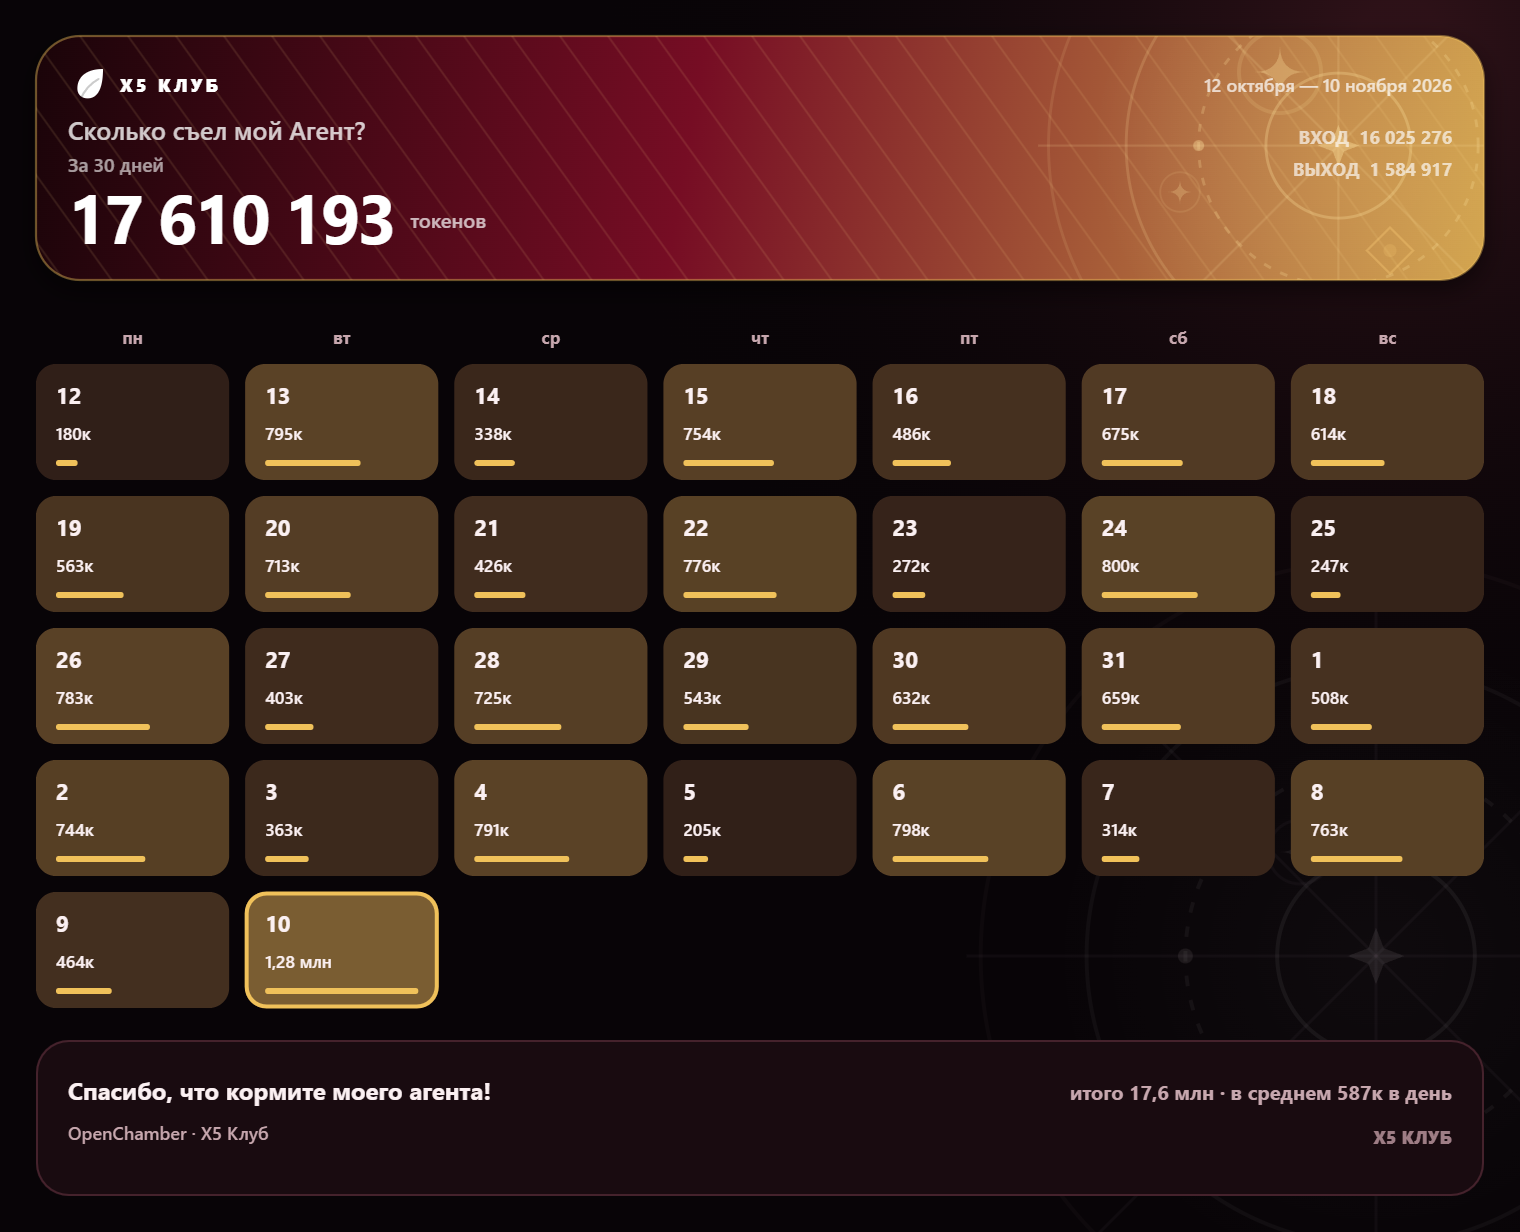 X5 КЛУБ
12 октября — 10 ноября 2026
Сколько съел мой Агент?
За 30 дней
17 610 193 токенов
ВХОД 16 025 276
ВЫХОД 1 584 917
пн вт ср чт пт сб вс
12 13 14 15 16 17 18
180к 795к 338к 754к 486к 675к 614к
19 20 21 22 23 24 25
563к 713к 426к 776к 272к 800к 247к
26 27 28 29 30 31 1
783к 403к 725к 543к 632к 659к 508к
2 3 4 5 6 7 8
744к 363к 791к 205к 798к 314к 763к
9 10
464к 1,28 млн
Спасибо, что кормите моего агента!
итого 17,6 млн · в среднем 587к в день
OpenChamber · X5 Клуб
X5 КЛУБ